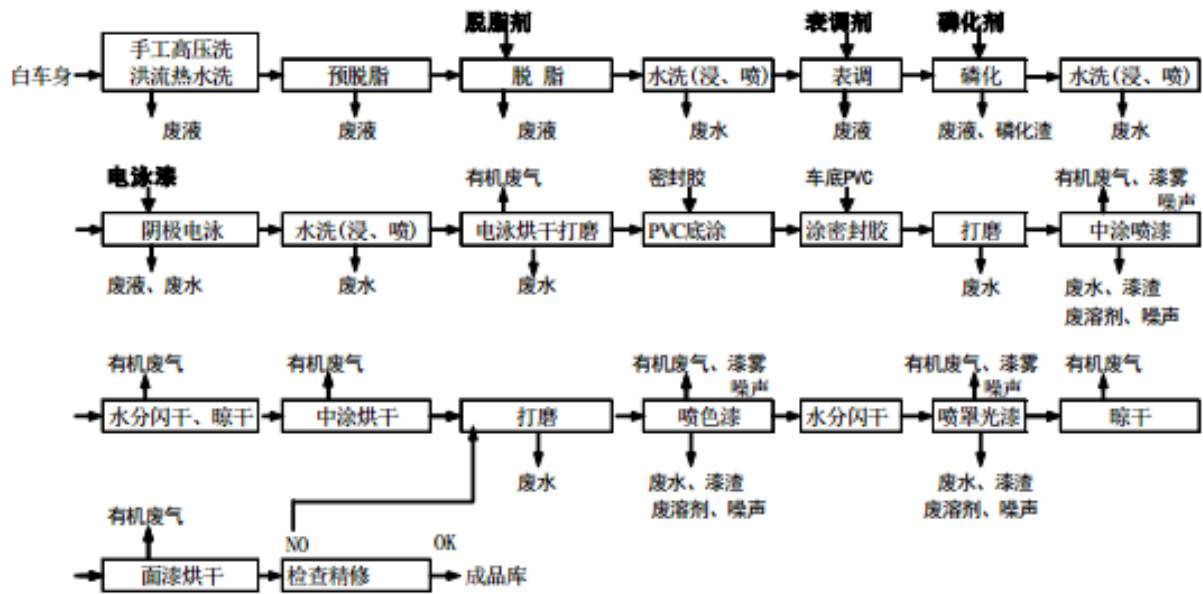 脱脂剂 表调剂 磷化剂
手工高压洗
洪流热水洗
白车身 预脱脂 脱 脂 水洗(浸、喷) 表调 磷化 水洗(浸、喷)
废液 废液 废液 废水 废液 废液、磷化渣 废水
电泳漆 有机废气 密封胶 车底PVC 有机废气、漆雾
噪声
阴极电泳 水洗(浸、喷) 电泳烘干打磨 PVC底涂 涂密封胶 打磨 中涂喷漆
废液、废水 废水 废水 废水 废水、漆渣
废溶剂、噪声
有机废气 有机废气 有机废气、漆雾 有机废气、漆雾 有机废气
噪声 噪声
水分闪干、晾干 中涂烘干 打磨 喷色漆 水分闪干 喷罩光漆 晾干
废水 废水、漆渣 废水、漆渣
废溶剂、噪声 废溶剂、噪声
有机废气
NO OK
面漆烘干 检查精修 成品库